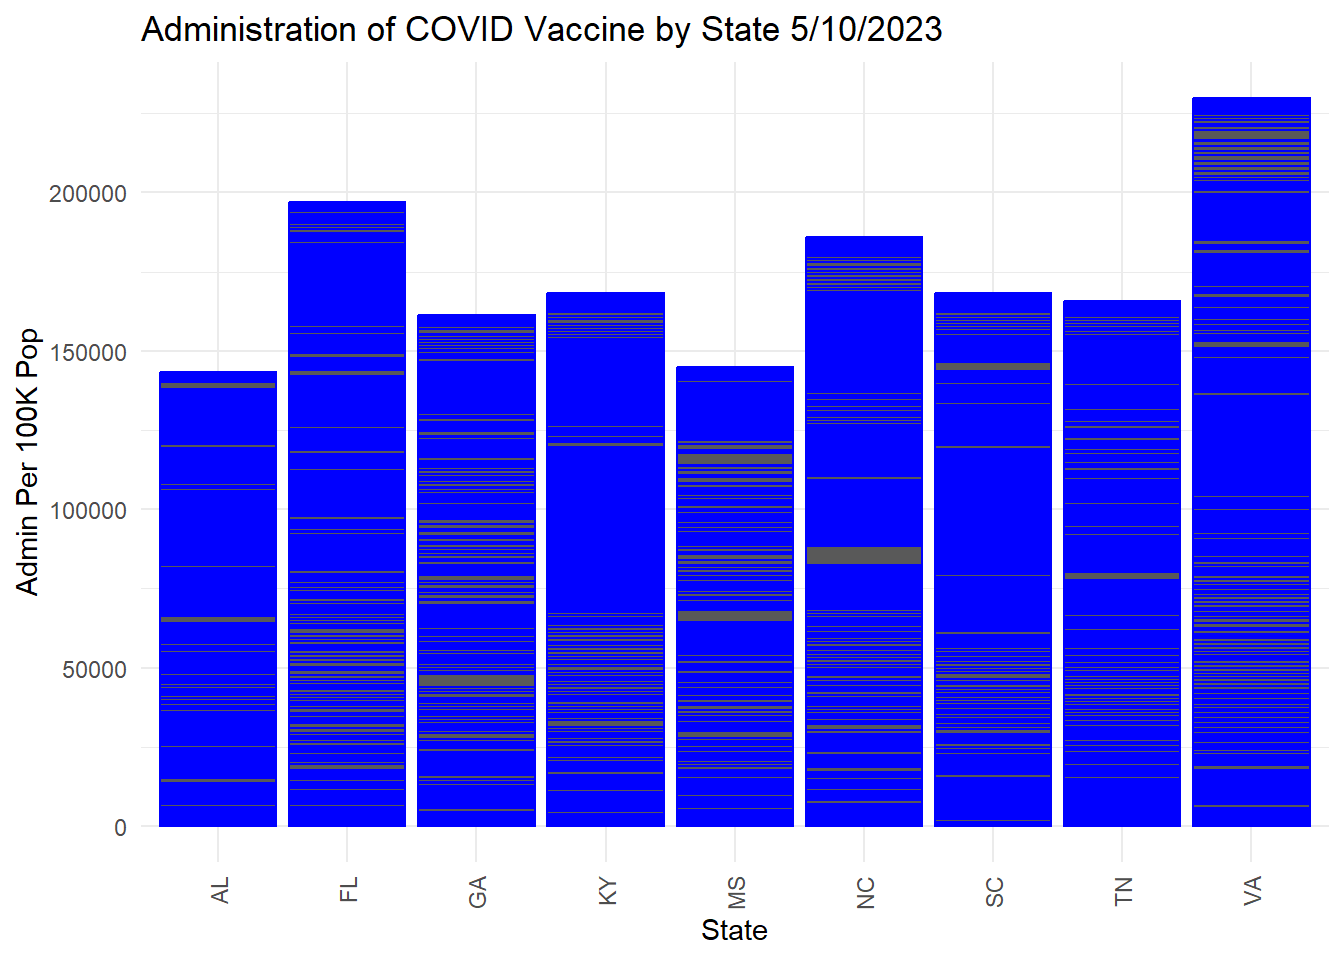 Administration of COVID Vaccine by State 5/10/2023
Admin Per 100K Pop
200000
150000
100000
50000
0
AL
FL
GA
KY
MS
NC
SC
TN
VA
State